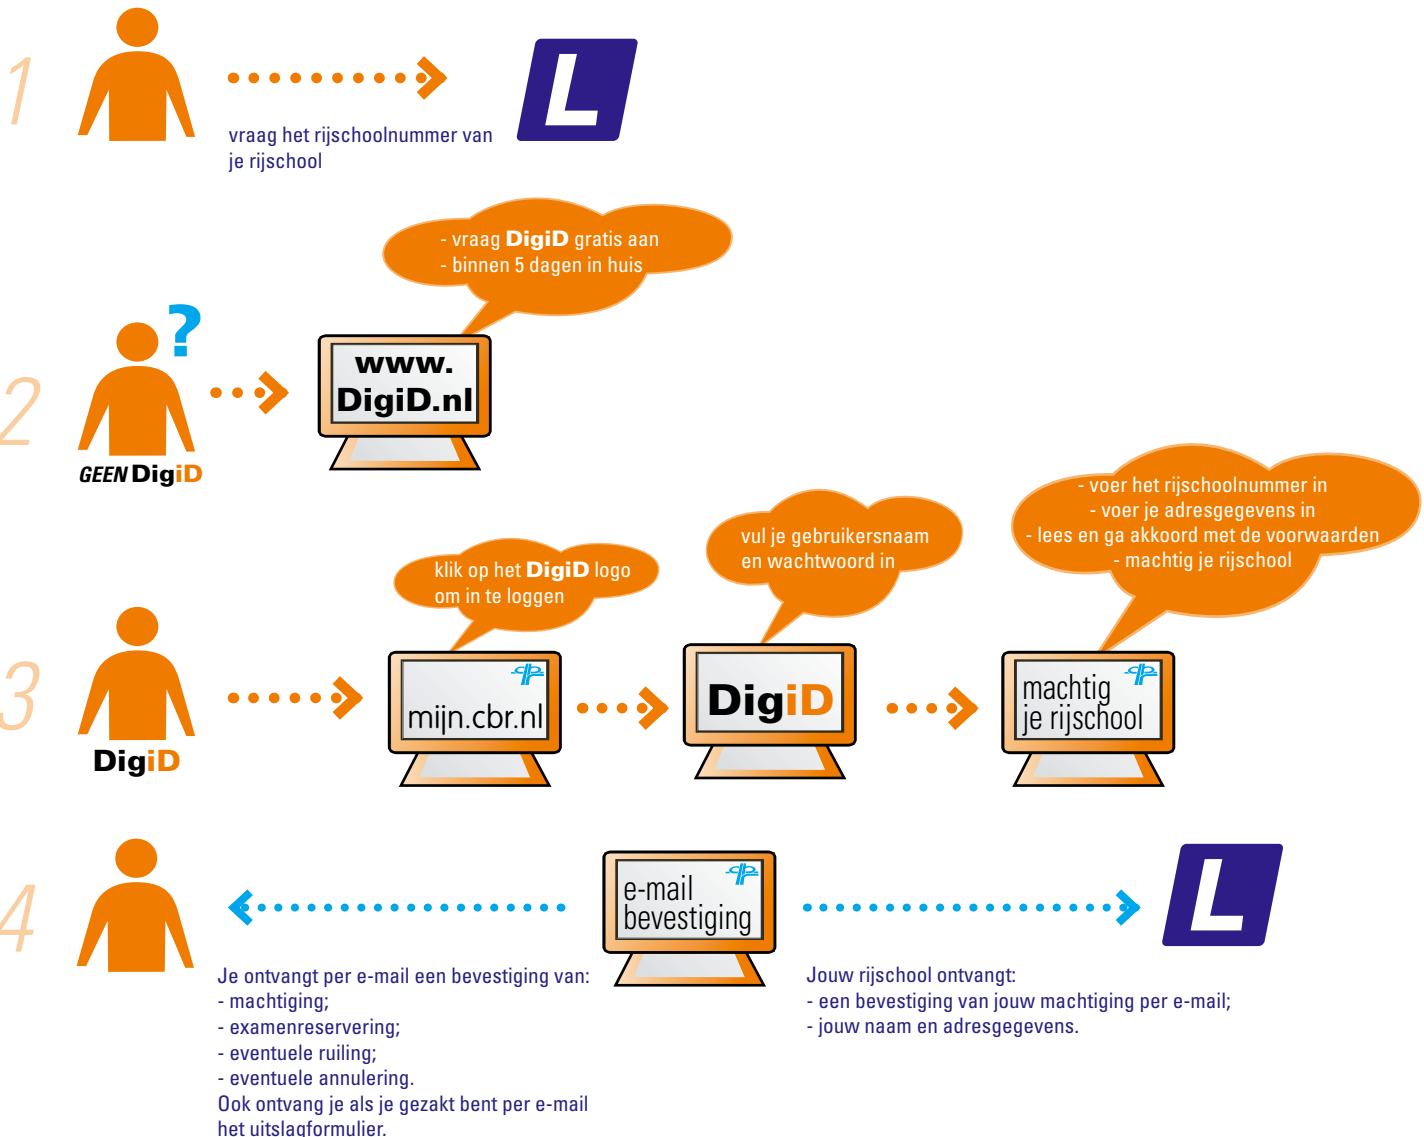 1
L
vraag het rijschoolnummer van
je rijschool
- vraag DigiD gratis aan
- binnen 5 dagen in huis
2
?
GEEN DigiD
www.
DigiD.nl
3
DigiD
klik op het DigiD logo
om in te loggen
mijn.cbr.nl
vul je gebruikersnaam
en wachtwoord in
DigiD
- voer het rijschoolnummer in
- voer je adresgegevens in
- lees en ga akkoord met de voorwaarden
- machtig je rijschool
machtig
je rijschool
4
e-mail
bevestiging
L
Je ontvangt per e-mail een bevestiging van:
- machtiging;
- examenreservering;
- eventuele ruiling;
- eventuele annulering.
Ook ontvang je als je gezakt bent per e-mail
het uitslagformulier.
Jouw rijschool ontvangt:
- een bevestiging van jouw machtiging per e-mail;
- jouw naam en adresgegevens.